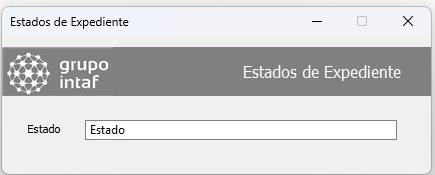 Estados de Expediente
grupo
intaf
Estados de Expediente
Estado
Estado